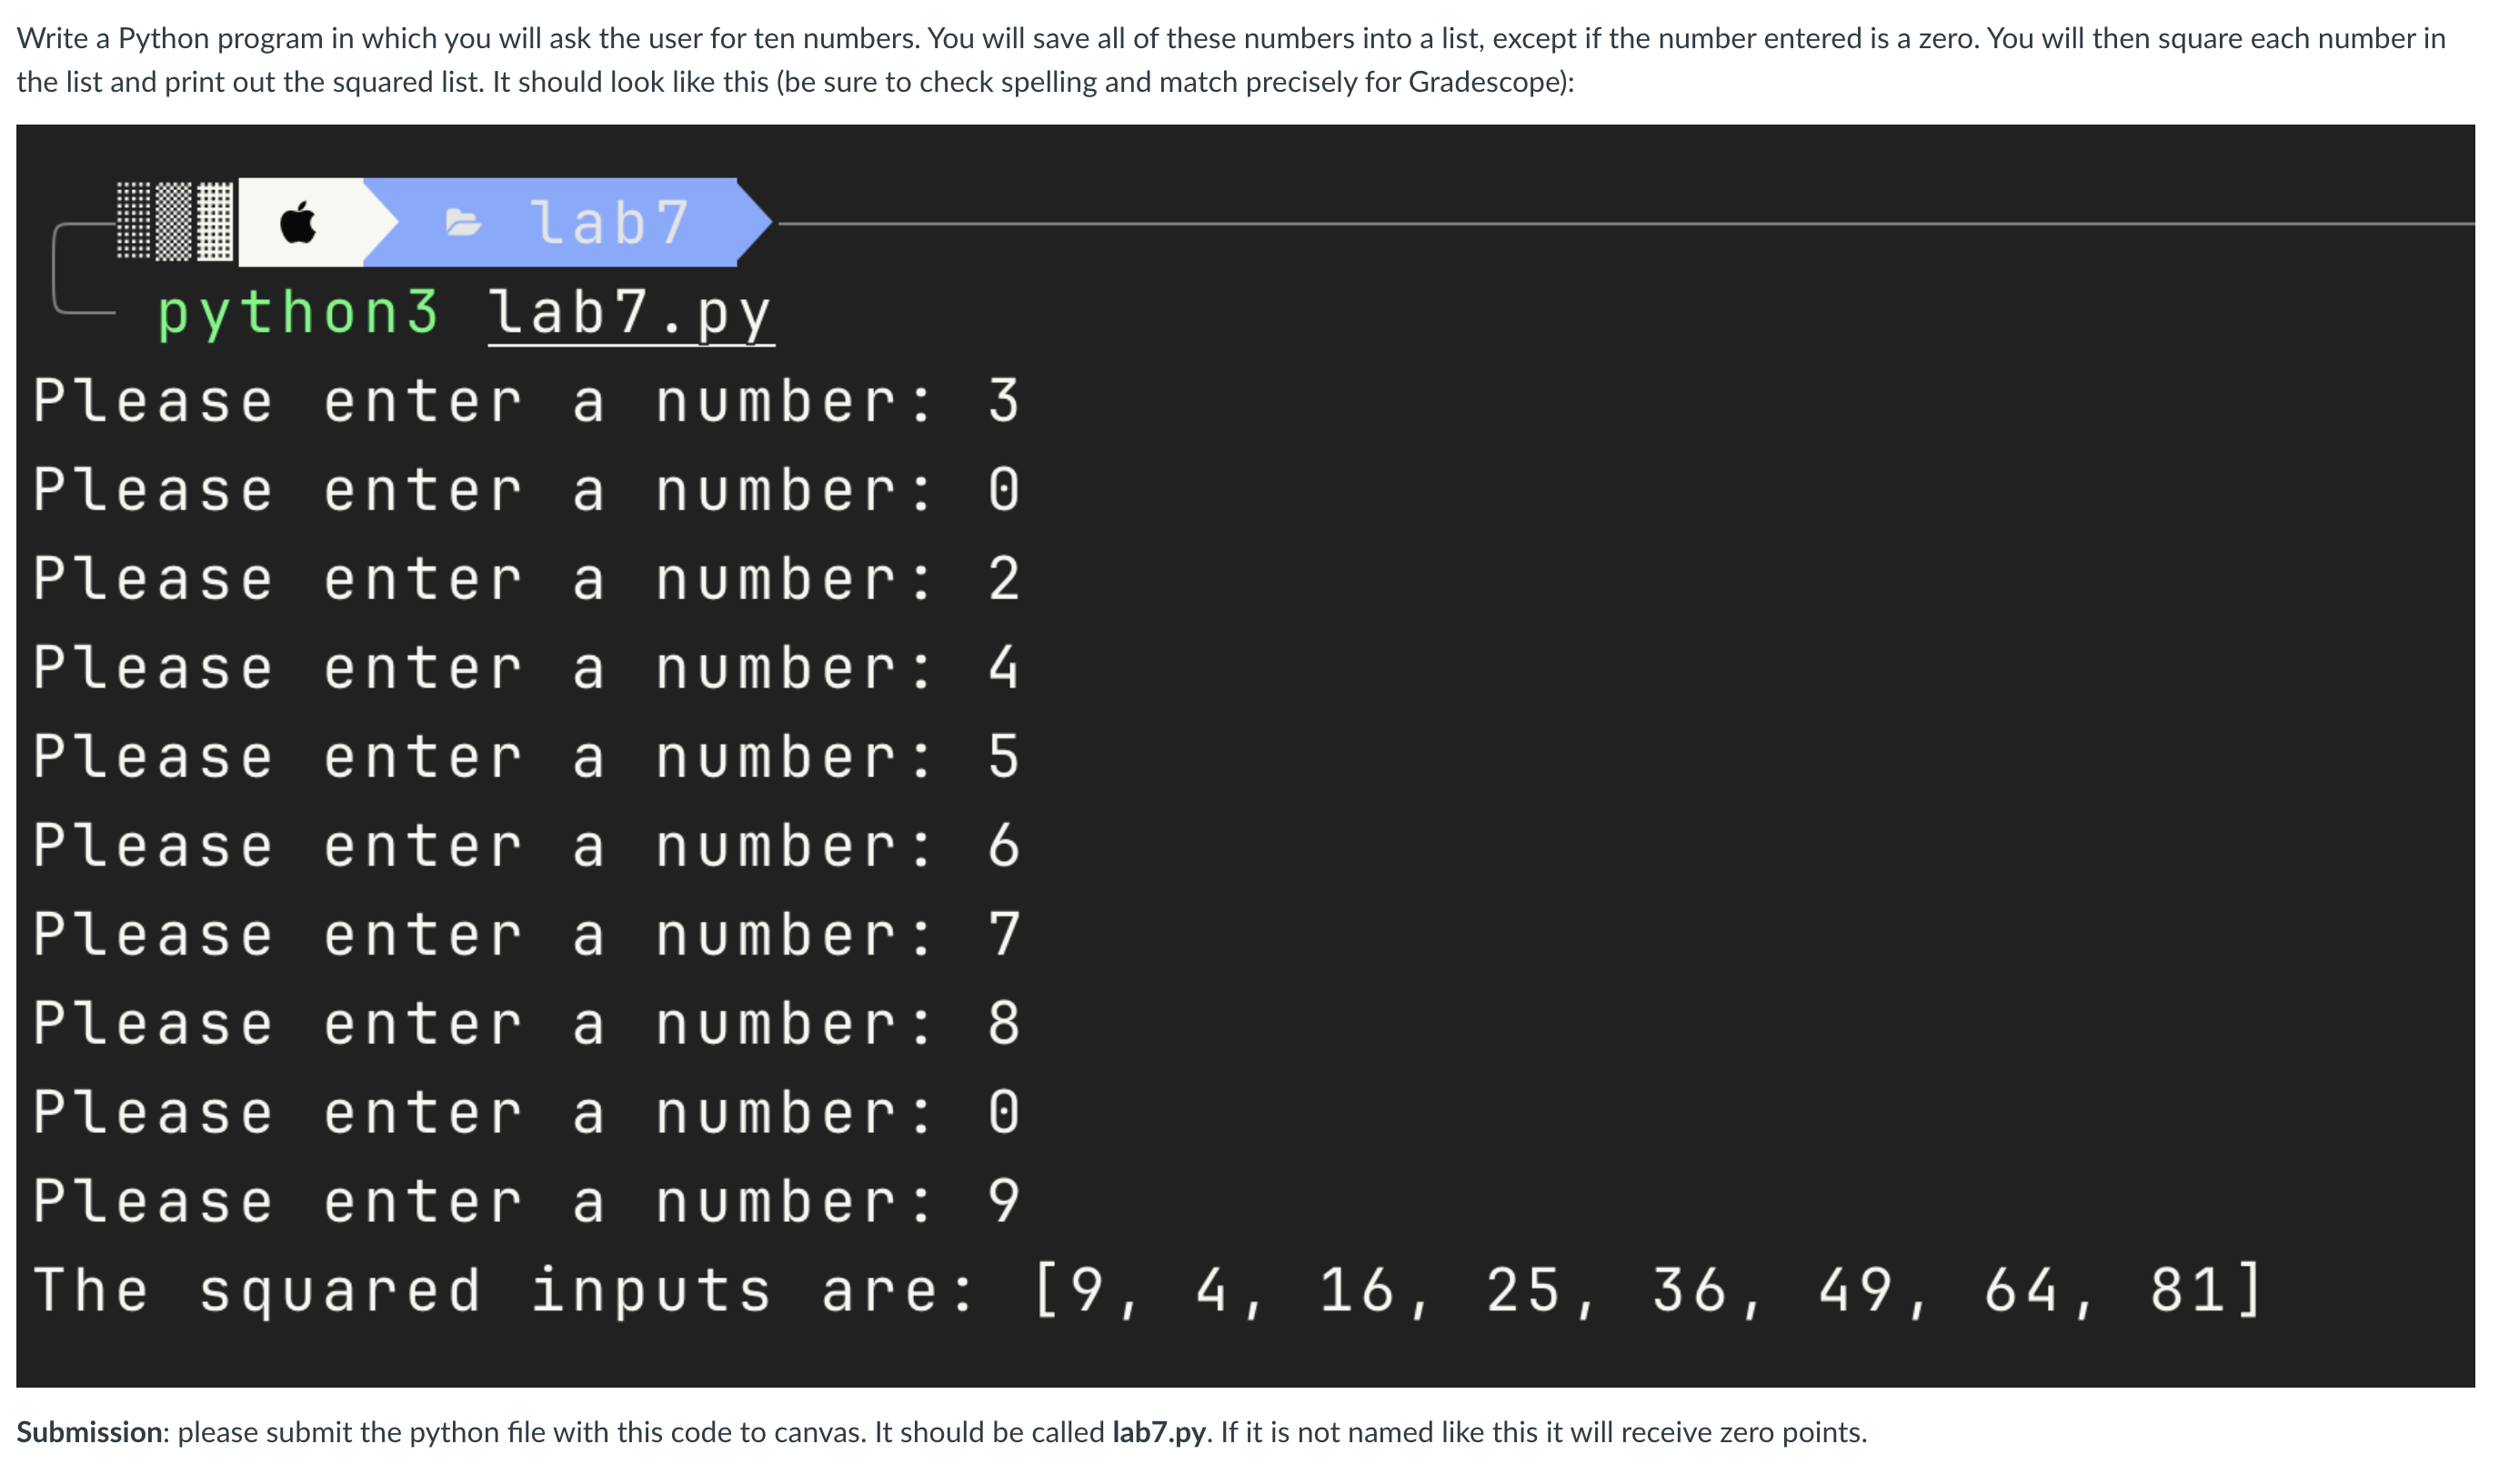 Write a Python program in which you will ask the user for ten numbers. You will save all of these numbers into a list, except if the number entered is a zero. You will then square each number in
the list and print out the squared list. It should look like this (be sure to check spelling and match precisely for Gradescope):
lab7
python3 lab7.py
Please enter a number: 3
Please enter a number: 0
Please enter a number: 2
Please enter a number: 4
Please enter a number: 5
Please enter a number: 6
Please enter a number: 7
Please enter a number: 8
Please enter a number: 0
Please enter a number: 9
The squared inputs are: [9, 4, 16, 25, 36, 49, 64, 81]
Submission: please submit the python file with this code to canvas. It should be called lab7.py. If it is not named like this it will receive zero points.